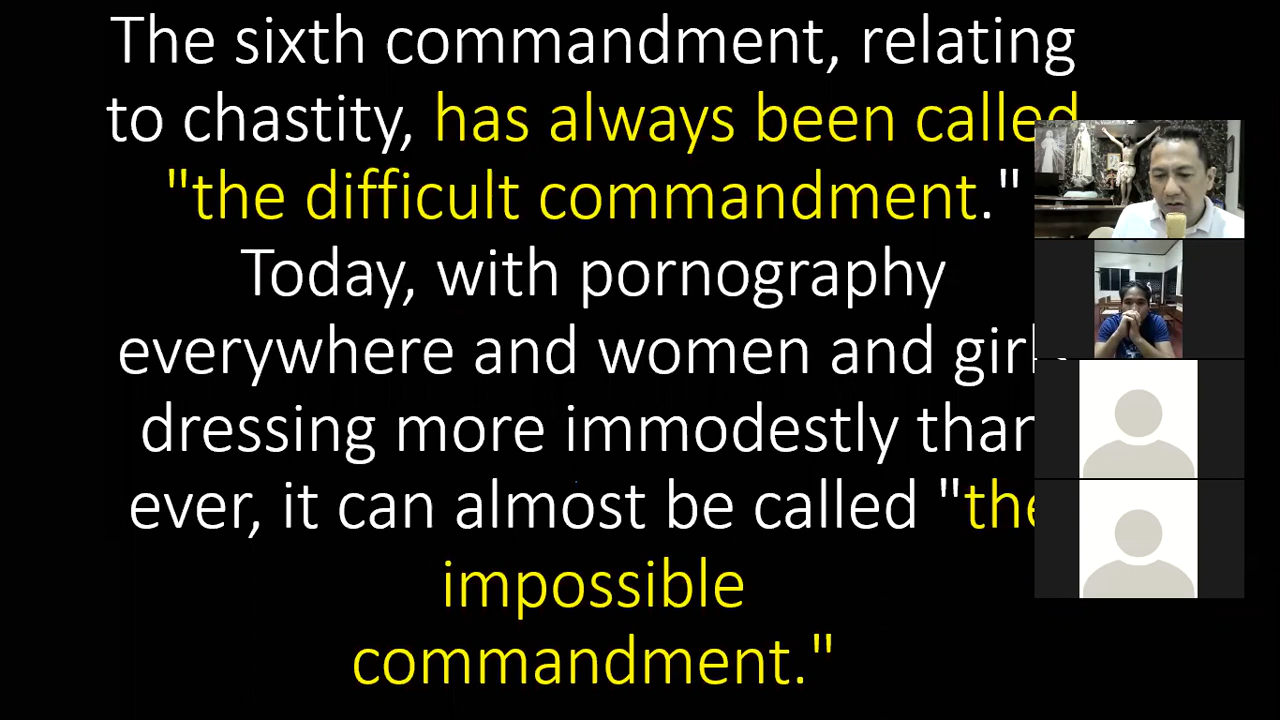 The sixth commandment, relating
to chastity, has always been called
"the difficult commandment."
Today, with pornography
everywhere and women and girls
dressing more immodestly than
ever, it can almost be called "the
impossible
commandment."